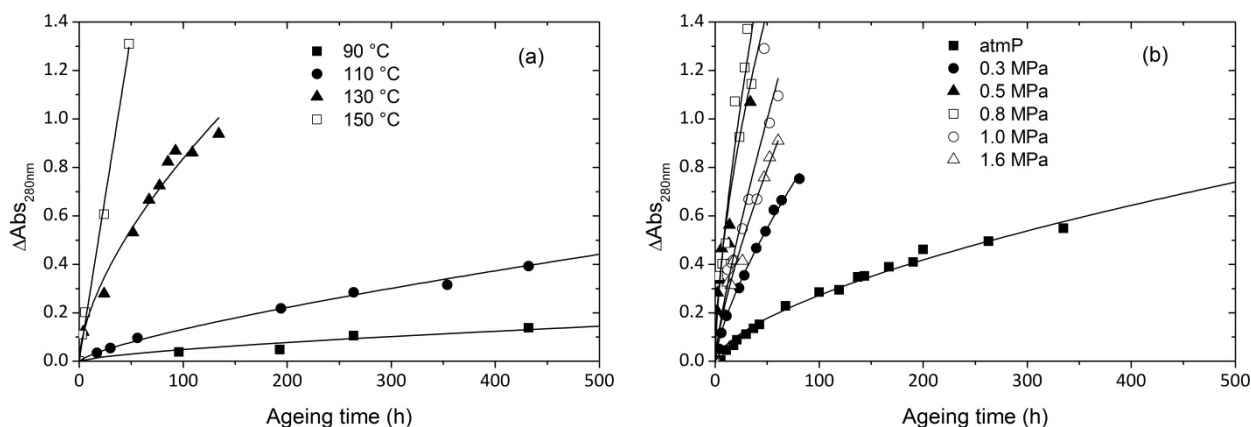 (a)
90 °C
110 °C
130 °C
150 °C
1.4
1.2
1.0
0.8
0.6
0.4
0.2
0.0
ΔAbs280nm
0
100
200
300
400
500
Ageing time (h)
(b)
atmP
0.3 MPa
0.5 MPa
0.8 MPa
1.0 MPa
1.6 MPa
1.4
1.2
1.0
0.8
0.6
0.4
0.2
0.0
ΔAbs280nm
0
100
200
300
400
500
Ageing time (h)